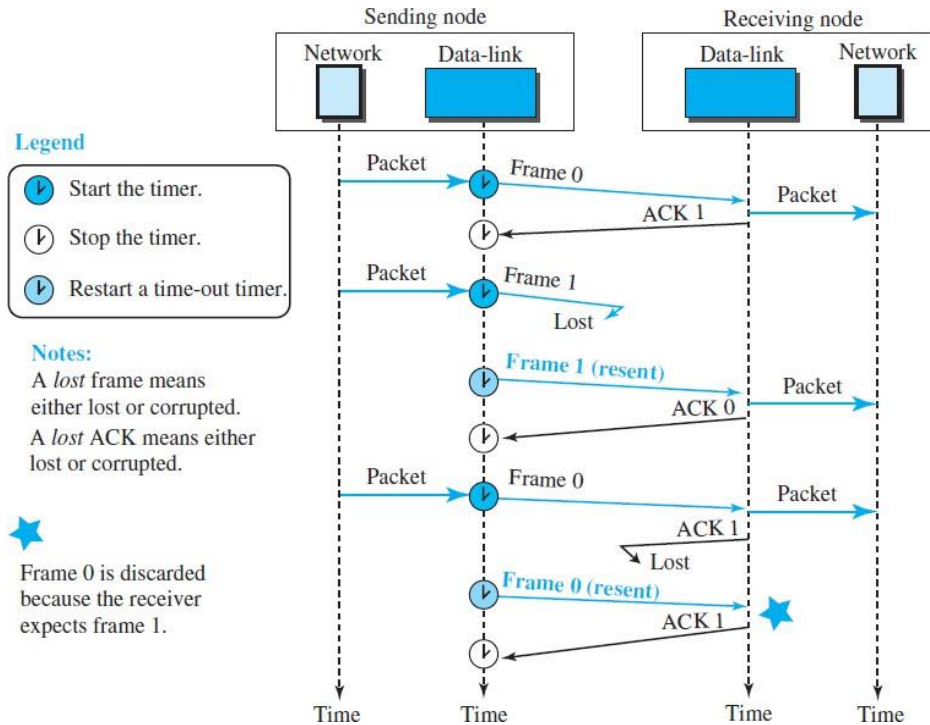 Sending node
Receiving node
Network
Data-link
Data-link
Network
Legend
Start the timer.
Stop the timer.
Restart a time-out timer.
Notes:
A lost frame means
either lost or corrupted.
A lost ACK means either
lost or corrupted.
Frame 0 is discarded
because the receiver
expects frame 1.
Packet
Frame 0
Packet
ACK 1
Packet
Frame 1
Lost
Frame 1 (resent)
Packet
ACK 0
Packet
Frame 0
Packet
ACK 1
Lost
Frame 0 (resent)
ACK 1
Time
Time
Time
Time